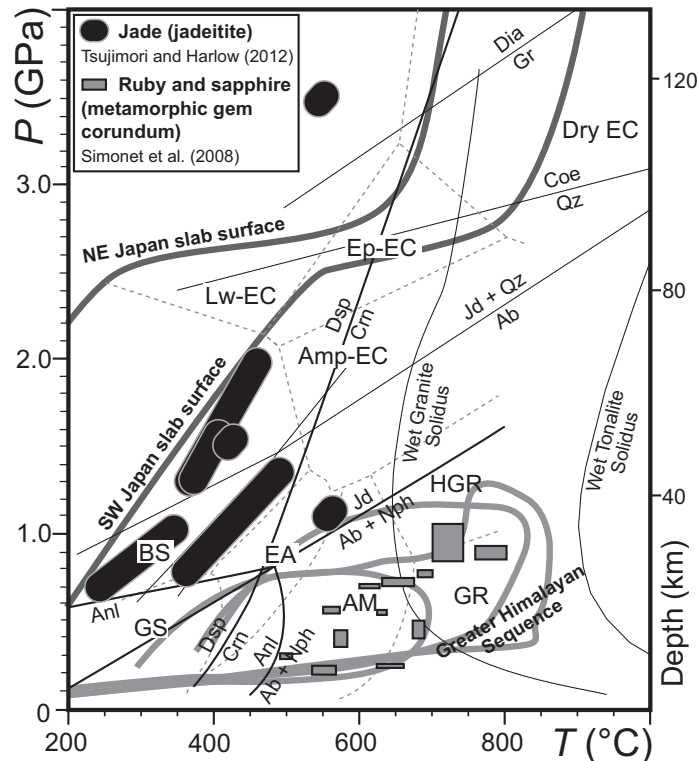 P (GPa)
Jade (jadeitite)
Tsujimori and Harlow (2012)
Ruby and sapphire
(metamorphic gem
corundum)
Simonet et al. (2008)
Dia
Gr
120
Dry EC
3.0
Coe
Qz
NE Japan slab surface
Ep-EC
Lw-EC
80
Dsp
Crn
Jd + Qz
Ab
2.0
Amp-EC
SW Japan slab surface
Wet Granite
Solidus
Wet Tonalite
Solidus
HGR
40
Jd
Ab + Nph
1.0
BS
EA
Anl
AM
GR
GS
Dsp
Crn
Anl
Ab + Nph
Greater Himalayan
Sequence
Depth (km)
0
0
200
400
600
800
T (°C)